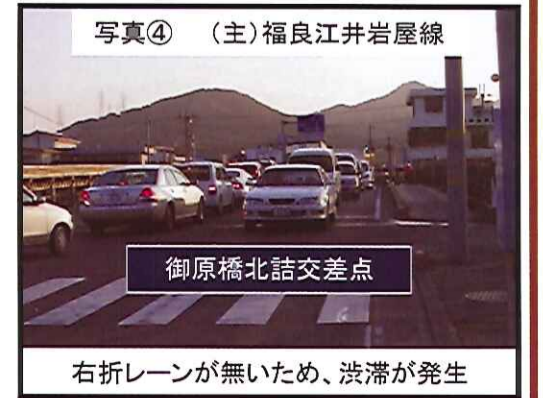 写真④ （主）福良江井岩屋線
御原橋北詰交差点
右折レーンが無いため、渋滞が発生